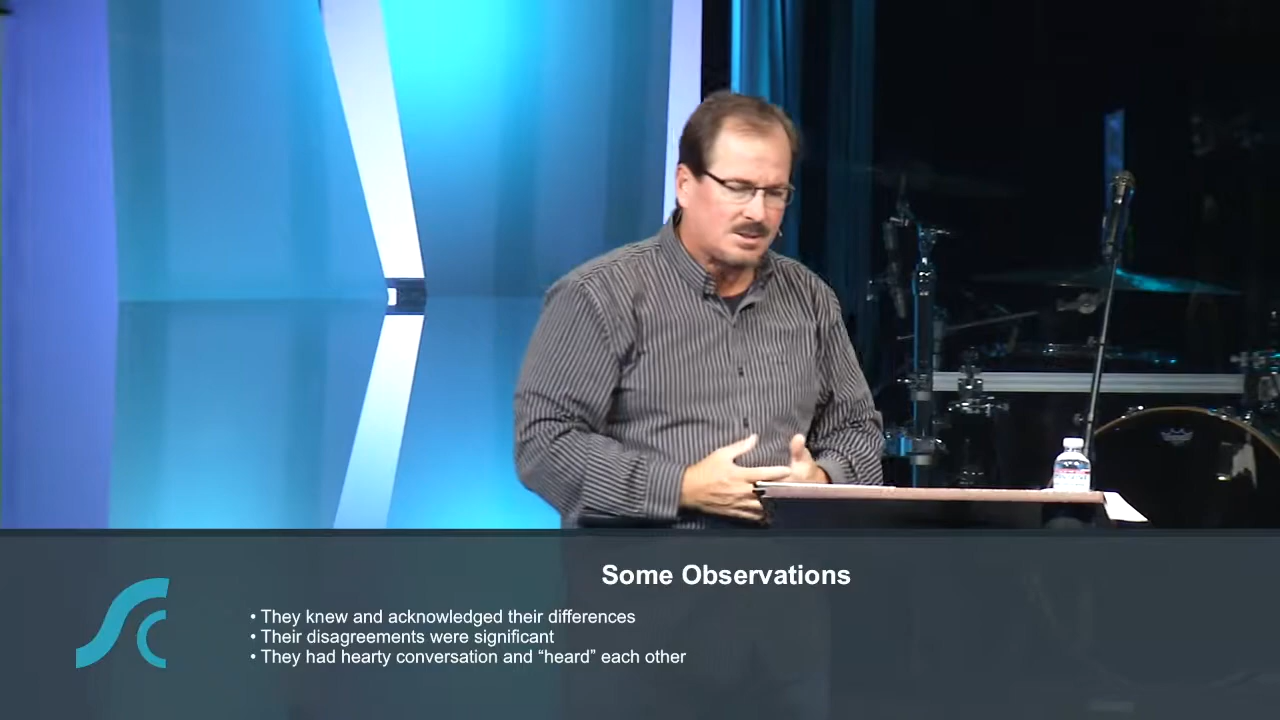 Some Observations
• They knew and acknowledged their differences
• Their disagreements were significant
• They had hearty conversation and “heard” each other